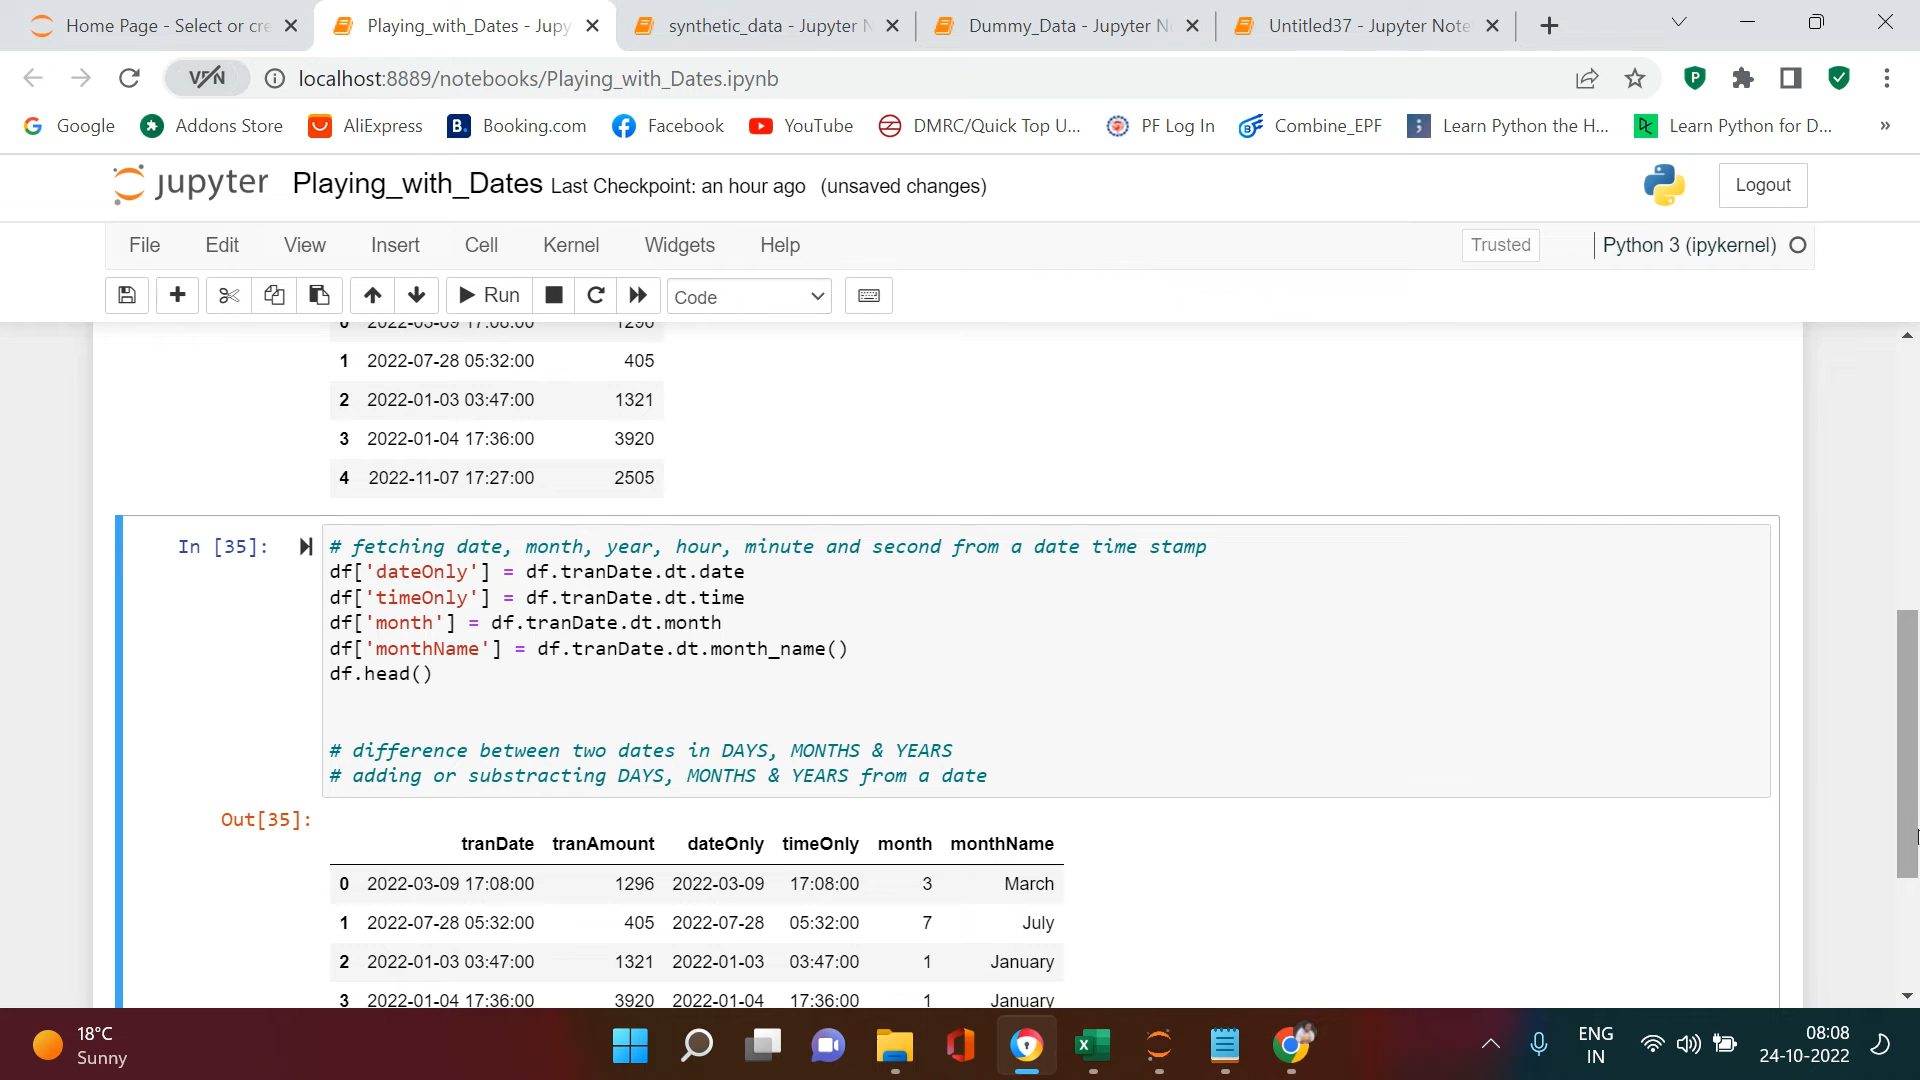 Home Page - Select or cre
Playing_with_Dates - Jupy
synthetic_data - Jupyter N
Dummy_Data - Jupyter N
Untitled37 - Jupyter Note
VPN
localhost:8889/notebooks/Playing_with_Dates.ipynb
Google
Addons Store
AliExpress
B. Booking.com
Facebook
YouTube
DMRC/Quick Top U...
PF Log In
Combine_EPF
Learn Python the H...
Learn Python for D...
»
jupyter Playing_with_Dates Last Checkpoint: an hour ago (unsaved changes)
Logout
File Edit View Insert Cell Kernel Widgets Help
Trusted
Python 3 (ipykernel)
Run
Code
0 2022-03-09 17:08:00 1296
1 2022-07-28 05:32:00 405
2 2022-01-03 03:47:00 1321
3 2022-01-04 17:36:00 3920
4 2022-11-07 17:27:00 2505
In [35]:
# fetching date, month, year, hour, minute and second from a date time stamp
df['dateOnly'] = df.tranDate.dt.date
df['timeOnly'] = df.tranDate.dt.time
df['month'] = df.tranDate.dt.month
df['monthName'] = df.tranDate.dt.month_name()
df.head()
# difference between two dates in DAYS, MONTHS & YEARS
# adding or substracting DAYS, MONTHS & YEARS from a date
Out[35]:
tranDate tranAmount dateOnly timeOnly month monthName
0 2022-03-09 17:08:00 1296 2022-03-09 17:08:00 3 March
1 2022-07-28 05:32:00 405 2022-07-28 05:32:00 7 July
2 2022-01-03 03:47:00 1321 2022-01-03 03:47:00 1 January
3 2022-01-04 17:36:00 3920 2022-01-04 17:36:00 1 January
18°C
Sunny
ENG
IN
08:08
24-10-2022